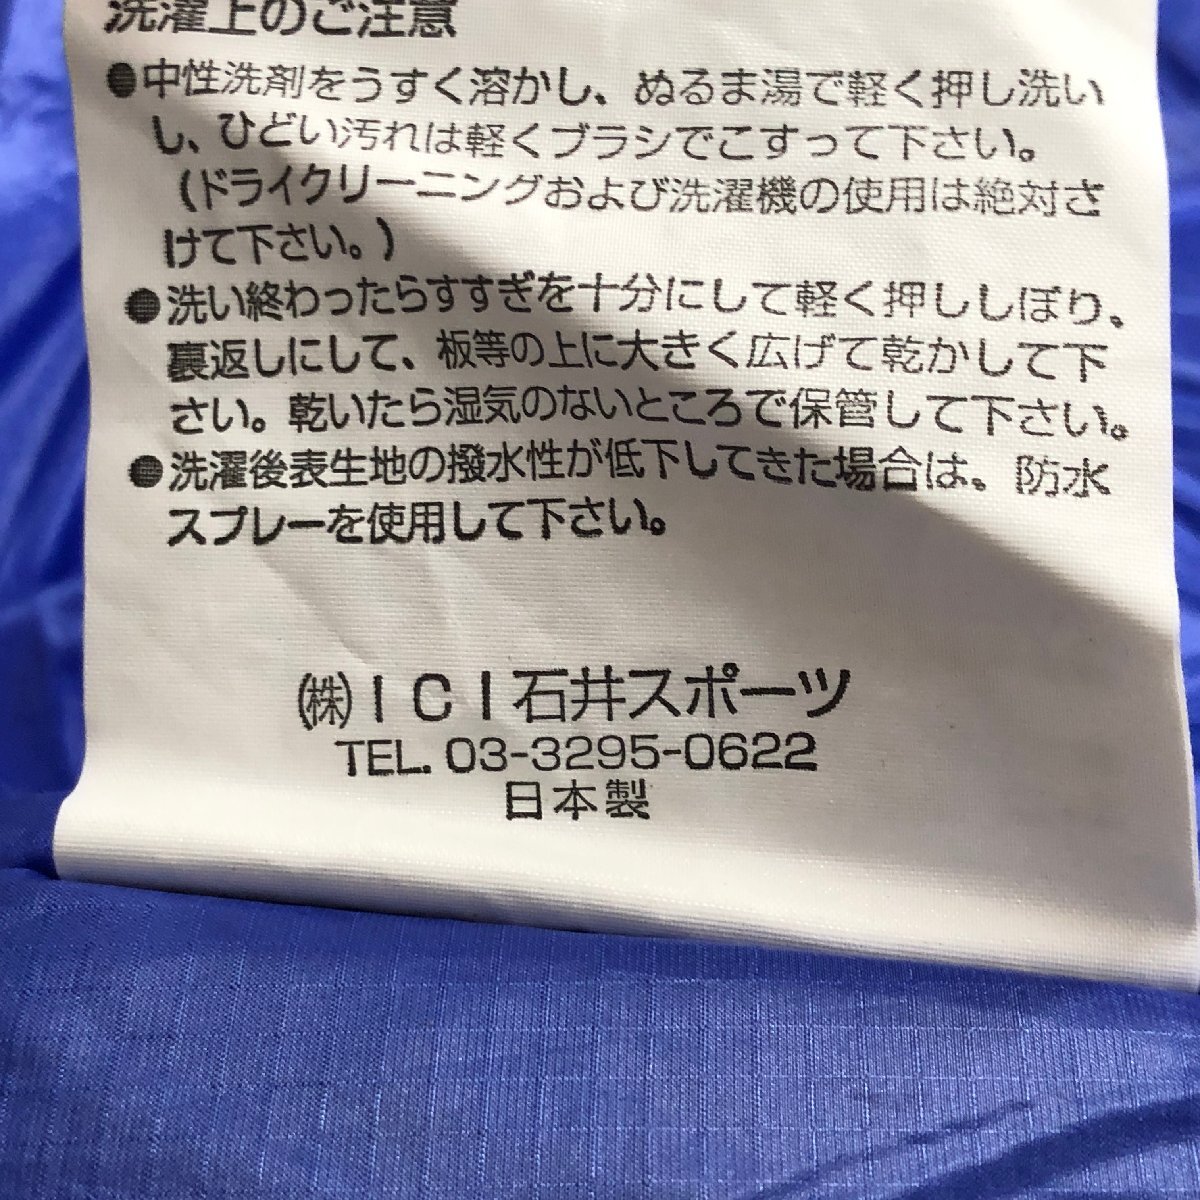 洗濯上のご注意
●中性洗剤をうすく溶かし、ぬるま湯で軽く押し洗い
し、ひどい汚れは軽くブラシでこすって下さい。
(ドライクリーニングおよび洗濯機の使用は絶対さ
けて下さい。)
●洗い終わったらすすぎを十分にして軽く押ししぼり。
裏返しにして、板等の上に大きく広げて乾かして下
さい。乾いたら湿気のないところで保管して下さい。
●洗濯後表生地の撥水性が低下してきた場合は。防水
スプレーを使用して下さい。
㈱ICI石井スポーツ
TEL. 03-3295-0622
日本製